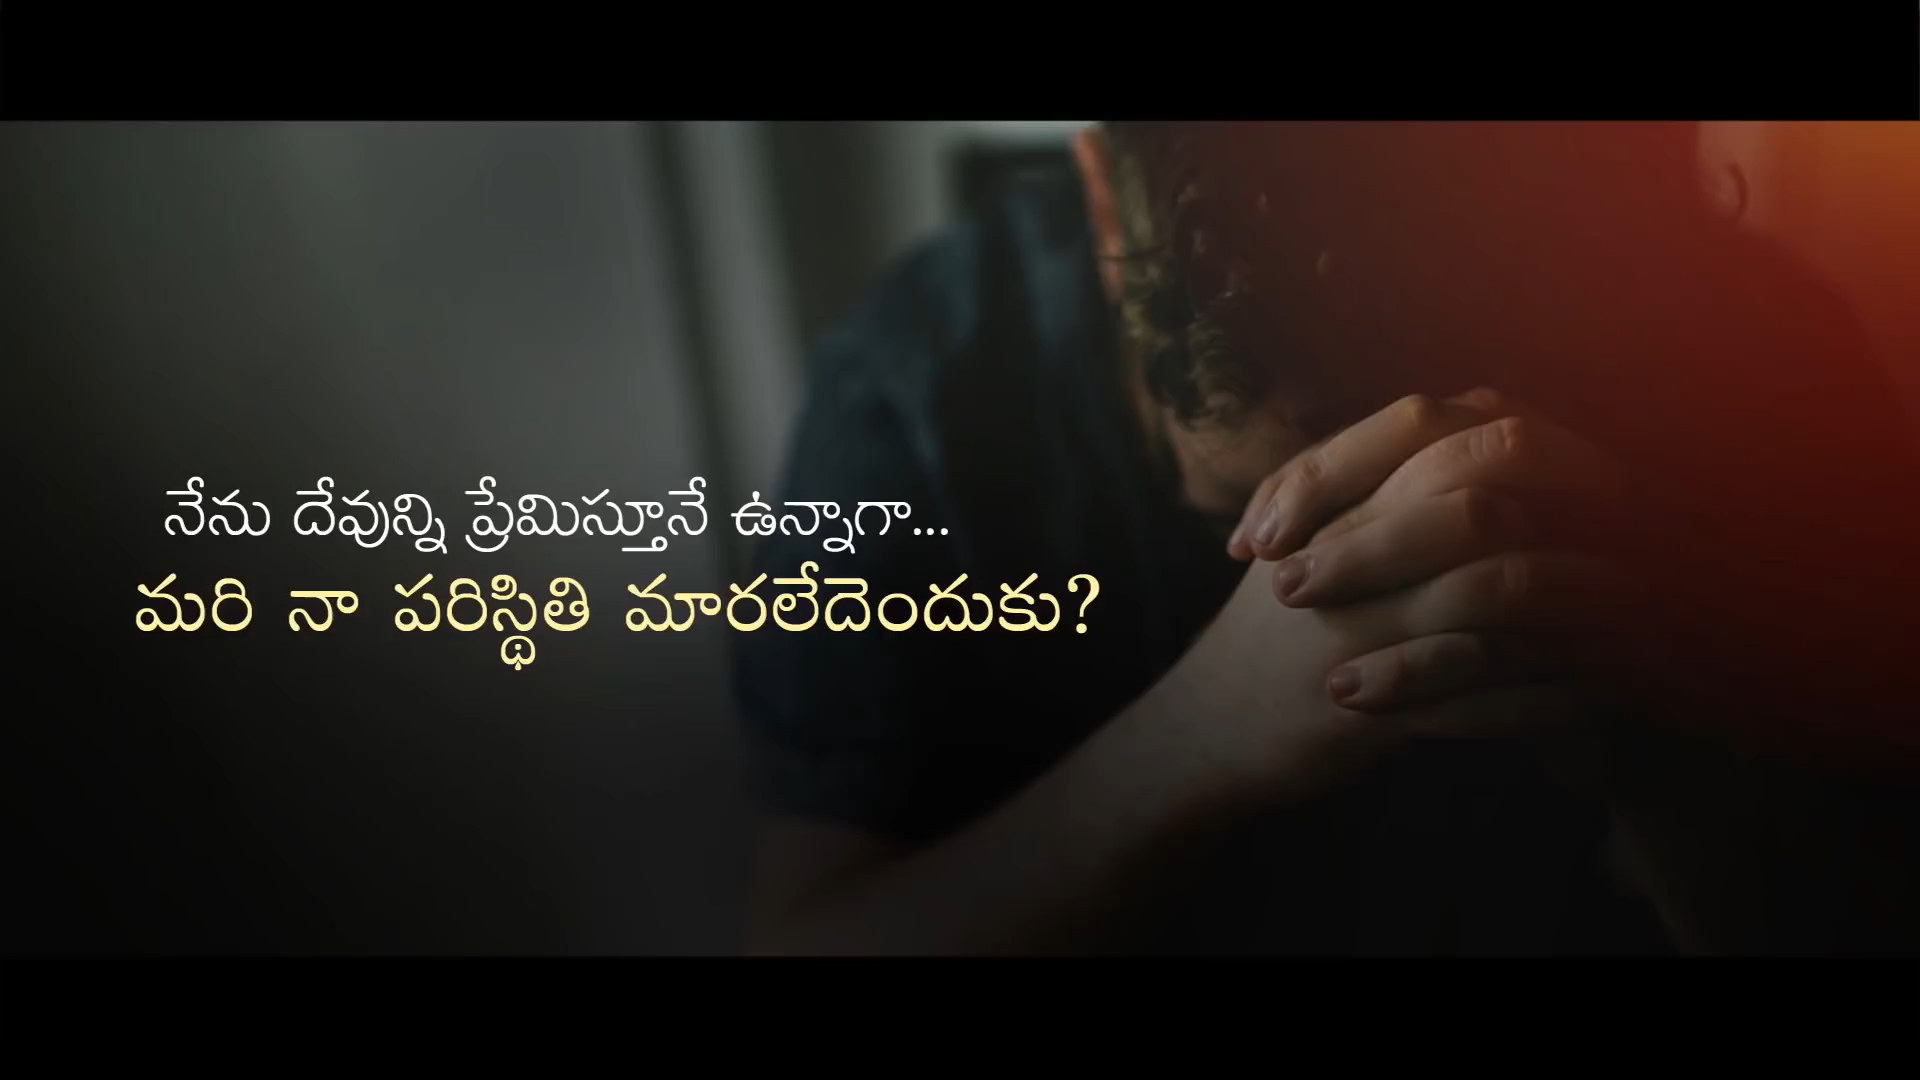 నేను దేవున్ని ప్రేమిస్తూనే ఉన్నాగా...
మరి నా పరిస్థితి మారలేదెందుకు?